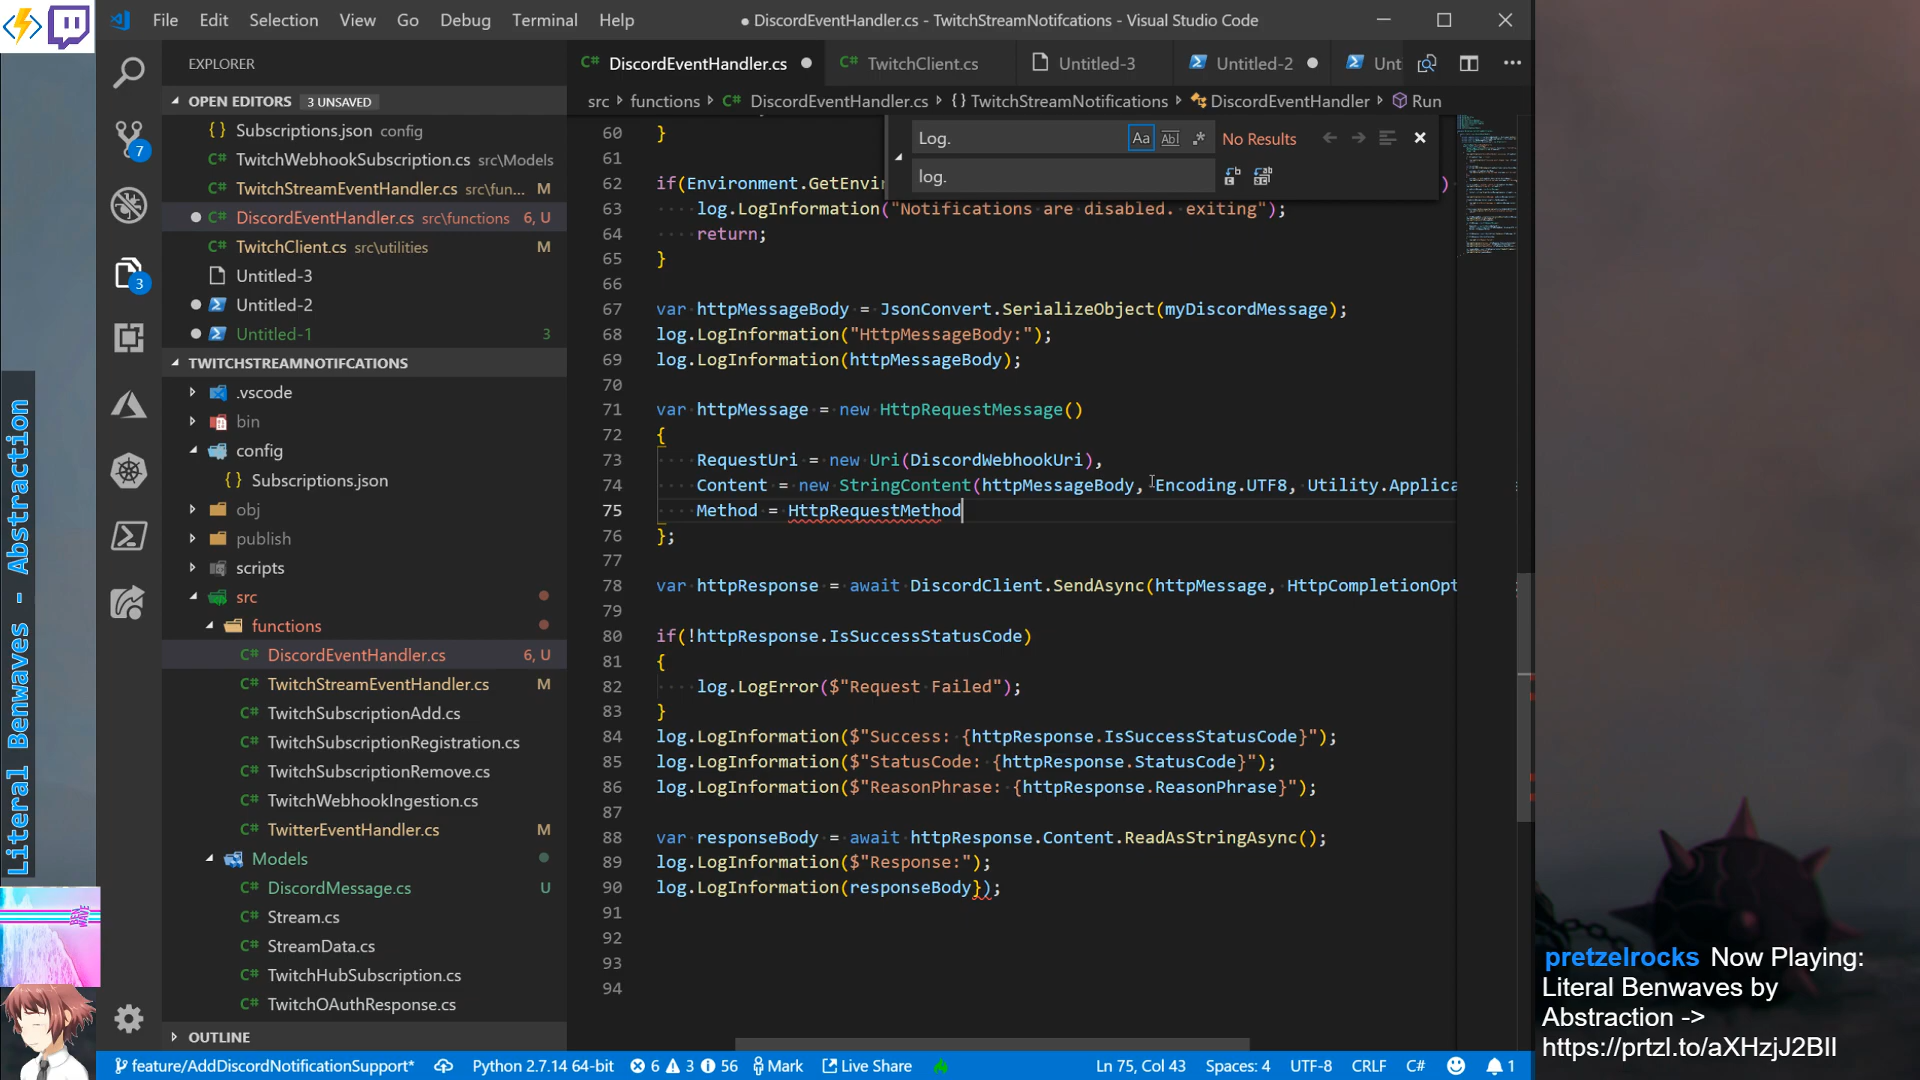 File Edit Selection View Go Debug Terminal Help
● DiscordEventHandler.cs - TwitchStreamNotifcations - Visual Studio Code
EXPLORER
OPEN EDITORS 3 UNSAVED
{} Subscriptions.json config
C# TwitchWebhookSubscription.cs src\Models
C# TwitchStreamEventHandler.cs src\fun... M
C# DiscordEventHandler.cs src\functions 6, U
C# TwitchClient.cs src\utilities M
Untitled-3
Untitled-2
Untitled-1 3
TWITCHSTREAMNOTIFCATIONS
.vscode
bin
config
{} Subscriptions.json
obj
publish
scripts
src
functions
C# DiscordEventHandler.cs 6, U
C# TwitchStreamEventHandler.cs M
C# TwitchSubscriptionAdd.cs
C# TwitchSubscriptionRegistration.cs
C# TwitchSubscriptionRemove.cs
C# TwitchWebhookIngestion.cs
C# TwitterEventHandler.cs M
Models
C# DiscordMessage.cs U
C# Stream.cs
C# StreamData.cs
C# TwitchHubSubscription.cs
C# TwitchOAuthResponse.cs
OUTLINE
7
3
C# DiscordEventHandler.cs C# TwitchClient.cs Untitled-3 Untitled-2 Unt
src › functions › C# DiscordEventHandler.cs › {} TwitchStreamNotifications › DiscordEventHandler › Run
Log. Aa Abl .* No Results
log.
60 }
61
62 if(Environment.GetEnvi )
63 log.LogInformation("Notifications are disabled. exiting");
64 return;
65 }
66
67 var httpMessageBody = JsonConvert.SerializeObject(myDiscordMessage);
68 log.LogInformation("HttpMessageBody:");
69 log.LogInformation(httpMessageBody);
70
71 var httpMessage = new HttpRequestMessage()
72 {
73 RequestUri = new Uri(DiscordWebhookUri),
74 Content = new StringContent(httpMessageBody, Encoding.UTF8, Utility.Applica
75 Method = HttpRequestMethod
76 };
77
78 var httpResponse = await DiscordClient.SendAsync(httpMessage, HttpCompletionOpt
79
80 if(!httpResponse.IsSuccessStatusCode)
81 {
82 log.LogError($"Request Failed");
83 }
84 log.LogInformation($"Success: {httpResponse.IsSuccessStatusCode}");
85 log.LogInformation($"StatusCode: {httpResponse.StatusCode}");
86 log.LogInformation($"ReasonPhrase: {httpResponse.ReasonPhrase}");
87
88 var responseBody = await httpResponse.Content.ReadAsStringAsync();
89 log.LogInformation($"Response:");
90 log.LogInformation(responseBody});
91
92
93
94
feature/AddDiscordNotificationSupport* Python 2.7.14 64-bit 6 3 56 Mark Live Share Ln 75, Col 43 Spaces: 4 UTF-8 CRLF C# 1
Literal Benwaves - Abstraction
BEN WAVE
pretzelrocks Now Playing:
Literal Benwaves by
Abstraction ->
https://prtzl.to/aXHzjJ2BIl